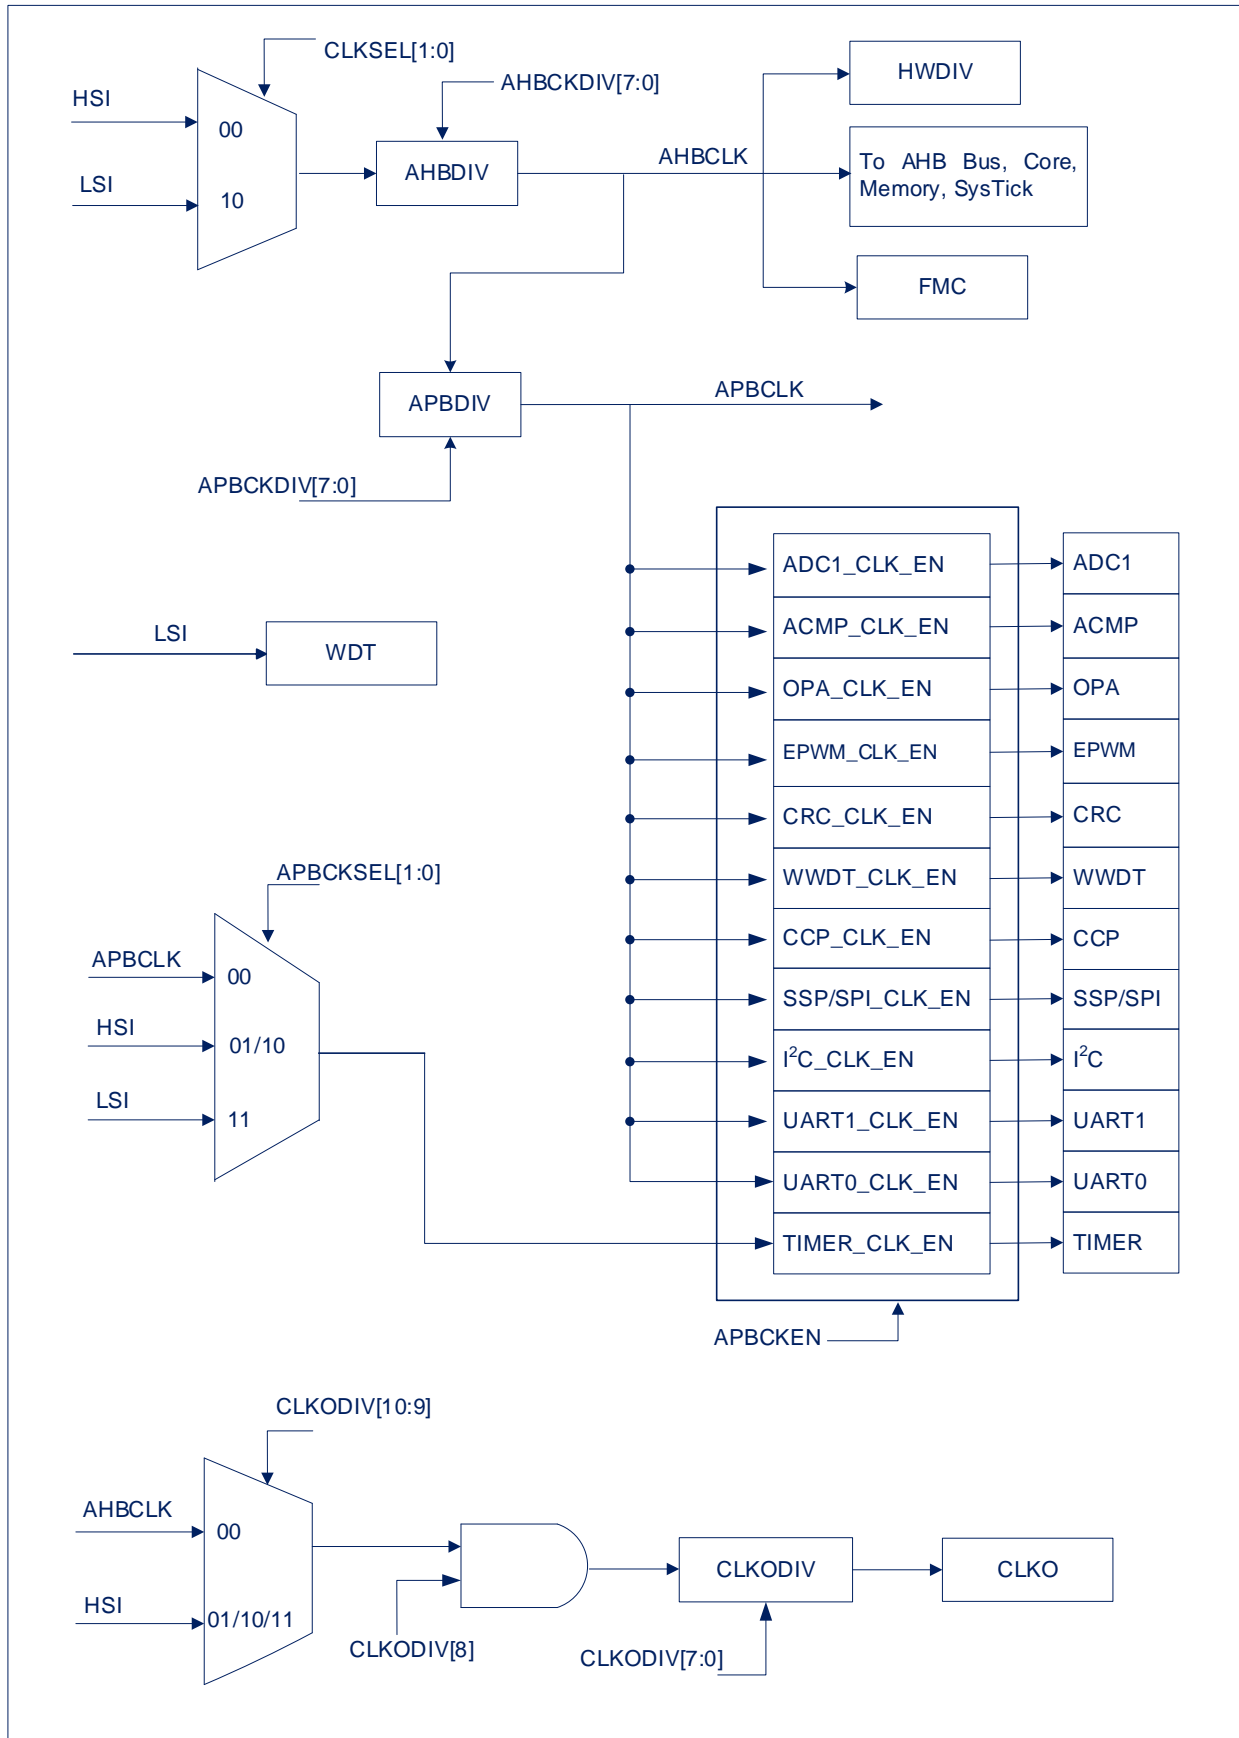 CLKSEL[1:0]
HSI
00
LSI
10
AHBCKDIV[7:0]
AHBDIV
AHBCLK
HWDIV
To AHB Bus, Core,
Memory, SysTick
FMC
APBDIV
APBCLK
APBCKDIV[7:0]
LSI
WDT
ADC1_CLK_EN
ADC1
ACMP_CLK_EN
ACMP
OPA_CLK_EN
OPA
EPWM_CLK_EN
EPWM
CRC_CLK_EN
CRC
WWDT_CLK_EN
WWDT
CCP_CLK_EN
CCP
SSP/SPI_CLK_EN
SSP/SPI
I²C_CLK_EN
I²C
UART1_CLK_EN
UART1
UART0_CLK_EN
UART0
TIMER_CLK_EN
TIMER
APBCKEN
APBCKSEL[1:0]
APBCLK
00
HSI
01/10
LSI
11
CLKODIV[10:9]
AHBCLK
00
HSI
01/10/11
CLKODIV[8]
CLKODIV
CLKODIV[7:0]
CLKO